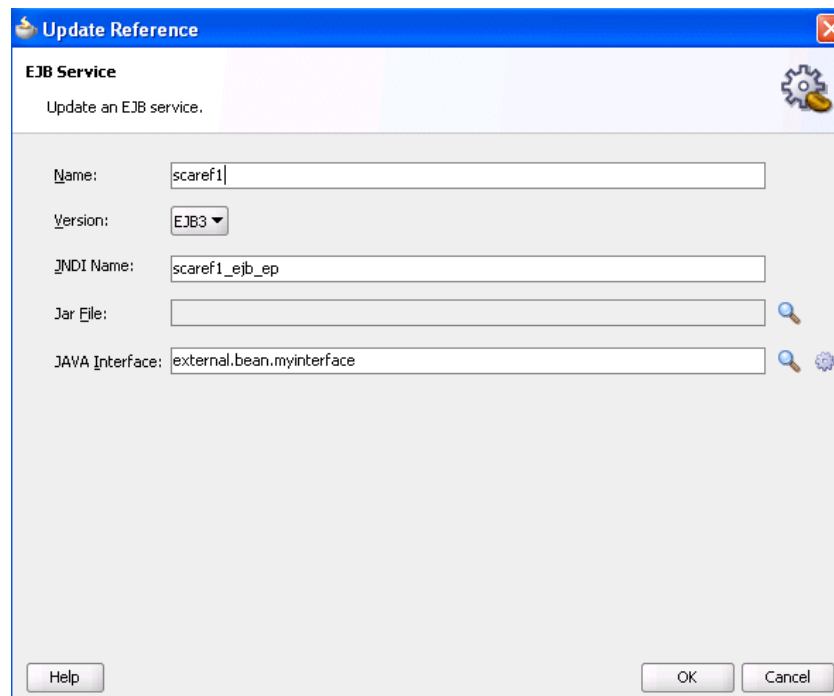 Update Reference
EJB Service
Update an EJB service.
Name: scaref1
Version: EJB3
JNDI Name: scaref1_ejb_ep
Jar File:
JAVA Interface: external.bean.myinterface
Help OK Cancel